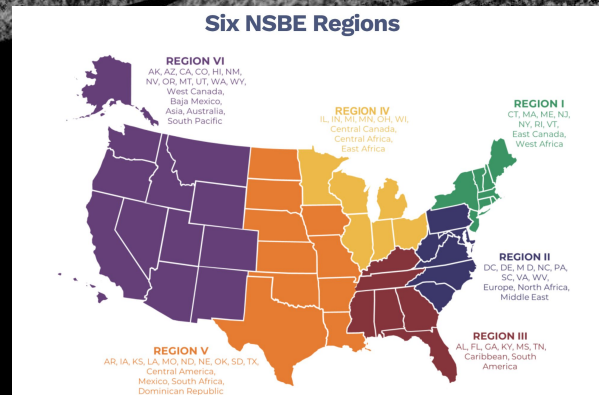 Six NSBE Regions
REGION VI
AK, AZ, CA, CO, HI, NM,
NV, OR, MT, UT, WA, WY,
West Canada,
Baja Mexico,
Asia, Australia,
South Pacific
REGION IV
IL, IN, MI, MN, OH, WI,
Central Canada,
Central Africa,
East Africa
REGION I
CT, MA, ME, NJ,
NY, RI, VT,
East Canada,
West Africa
REGION II
DC, DE, M D, NC, PA,
SC, VA, WV,
Europe, North Africa,
Middle East
REGION III
AL, FL, GA, KY, MS, TN,
Caribbean, South
America
REGION V
AR, IA, KS, LA, MO, ND, NE, OK, SD, TX,
Central America,
Mexico, South Africa,
Dominican Republic